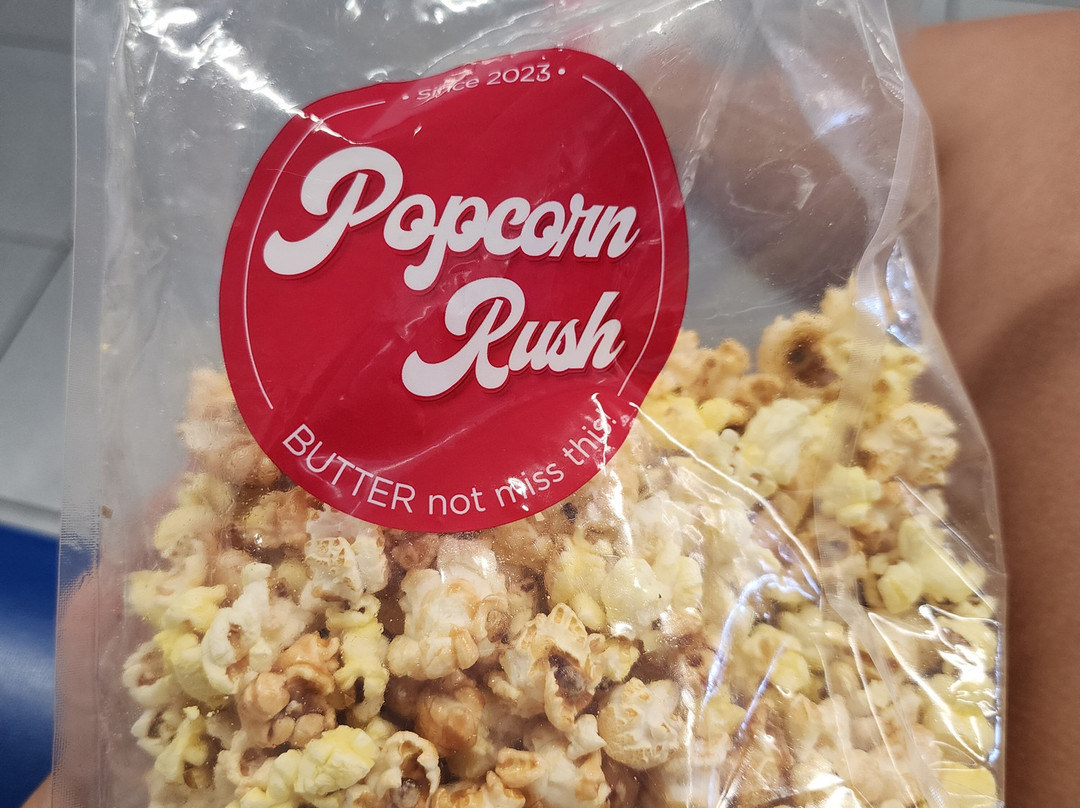 • since 2023 •
Popcorn
Rush
BUTTER not miss this!